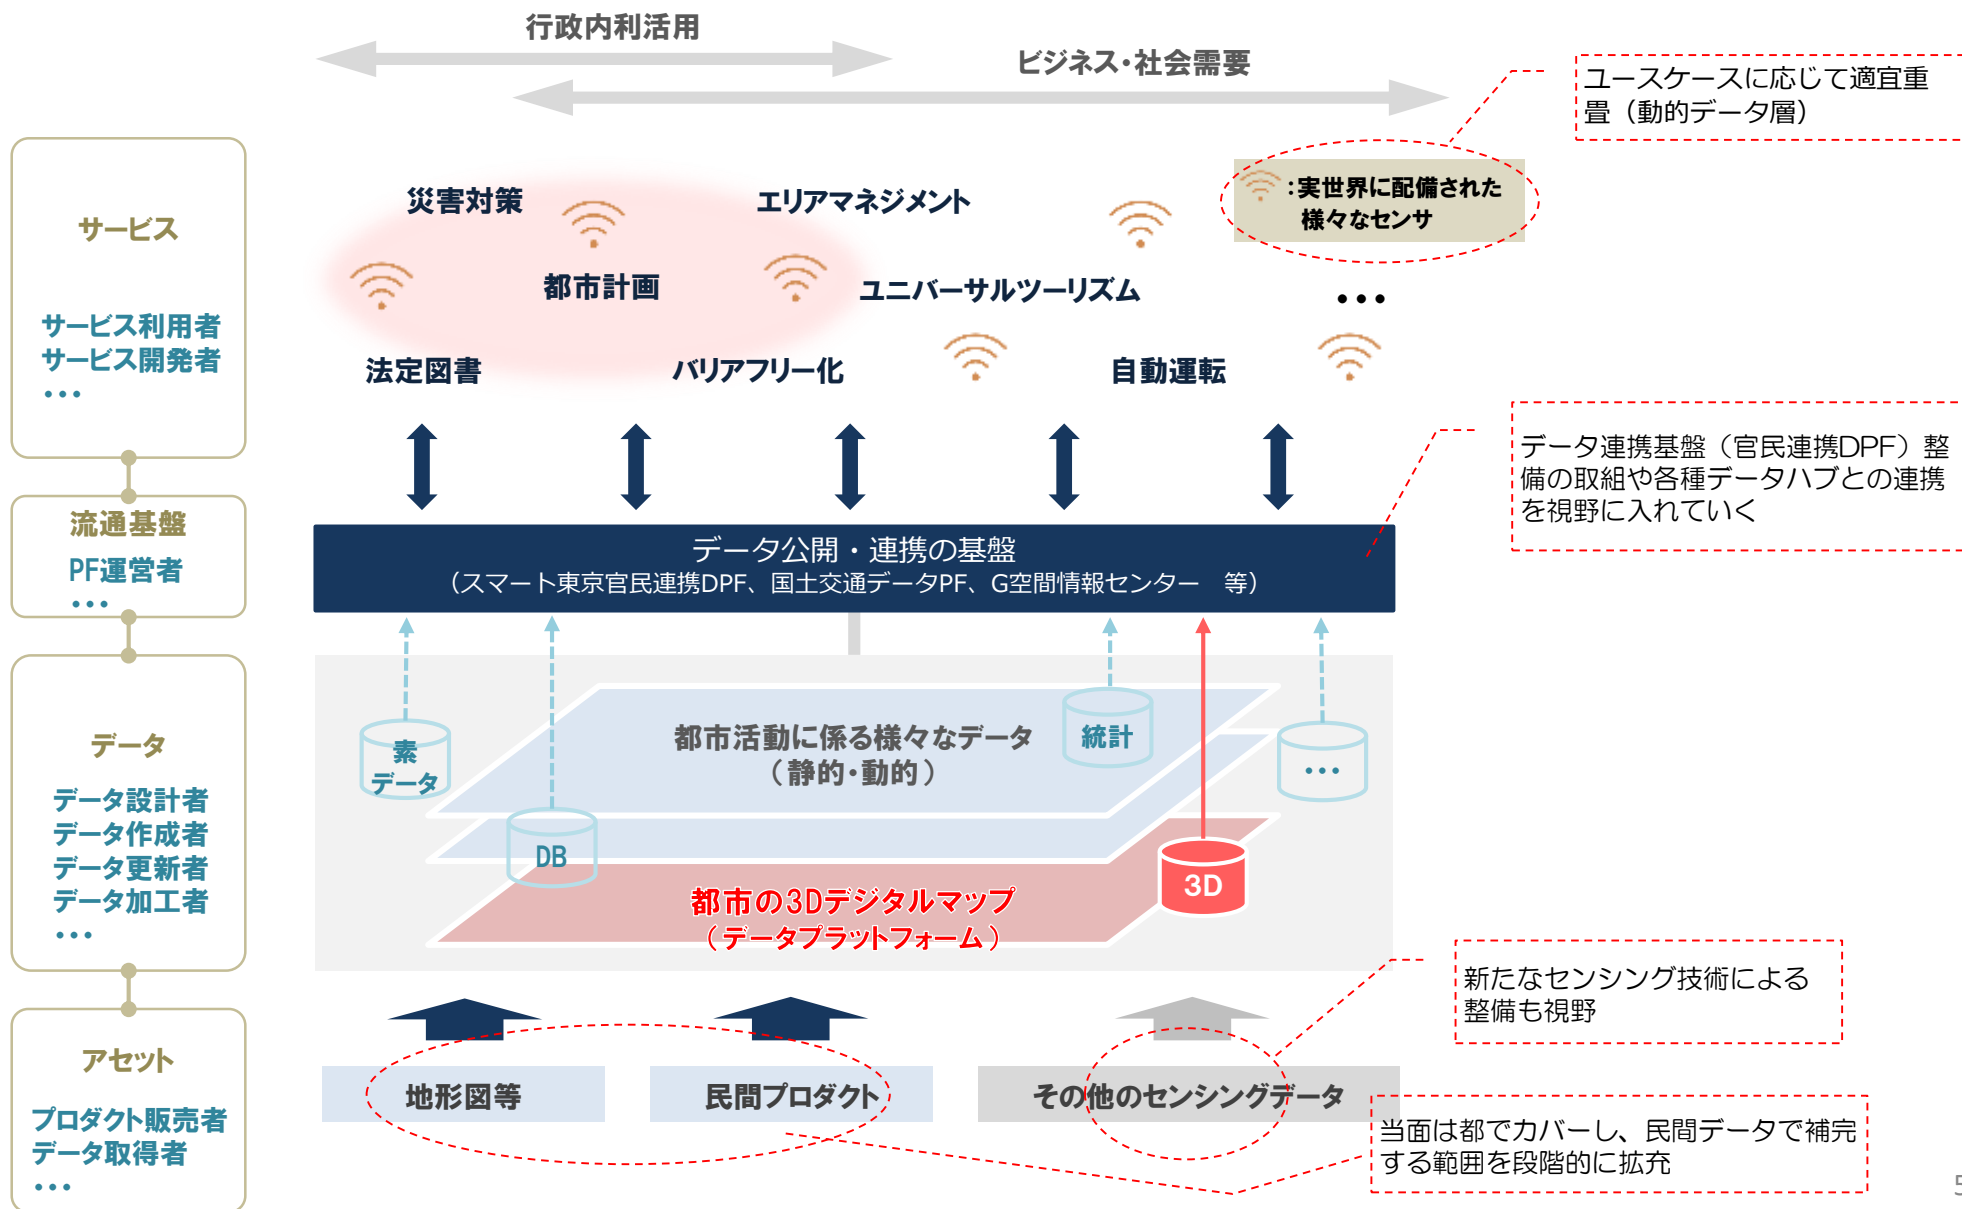 行政内利活用
ビジネス・社会需要
ユースケースに応じて適宜重
畳（動的データ層）
サービス
サービス利用者
サービス開発者
・・・
災害対策
エリアマネジメント
：実世界に配備された
様々なセンサ
都市計画
ユニバーサルツーリズム
・・・
法定図書
バリアフリー化
自動運転
流通基盤
PF運営者
・・・
データ公開・連携の基盤
（スマート東京官民連携DPF、国土交通データPF、G空間情報センター　等）
データ連携基盤（官民連携DPF）整
備の取組や各種データハブとの連携
を視野に入れていく
データ
データ設計者
データ作成者
データ更新者
データ加工者
・・・
都市活動に係る様々なデータ
（静的・動的）
素
データ
DB
統計
・・・
3D
都市の3Dデジタルマップ
（データプラットフォーム）
新たなセンシング技術による
整備も視野
アセット
プロダクト販売者
データ取得者
・・・
地形図等
民間プロダクト
その他のセンシングデータ
当面は都でカバーし、民間データで補完
する範囲を段階的に拡充
5